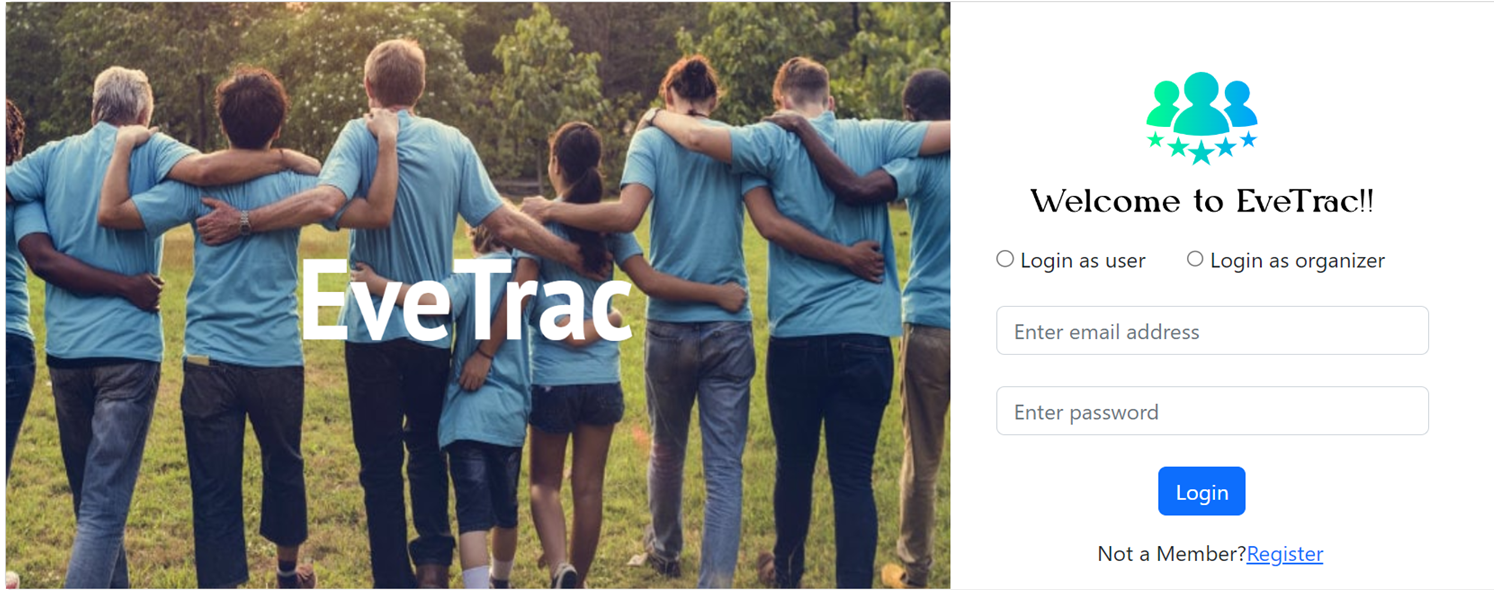 EveTrac
Welcome to EveTrac!!
Login as user
Login as organizer
Enter email address
Enter password
Login
Not a Member?Register